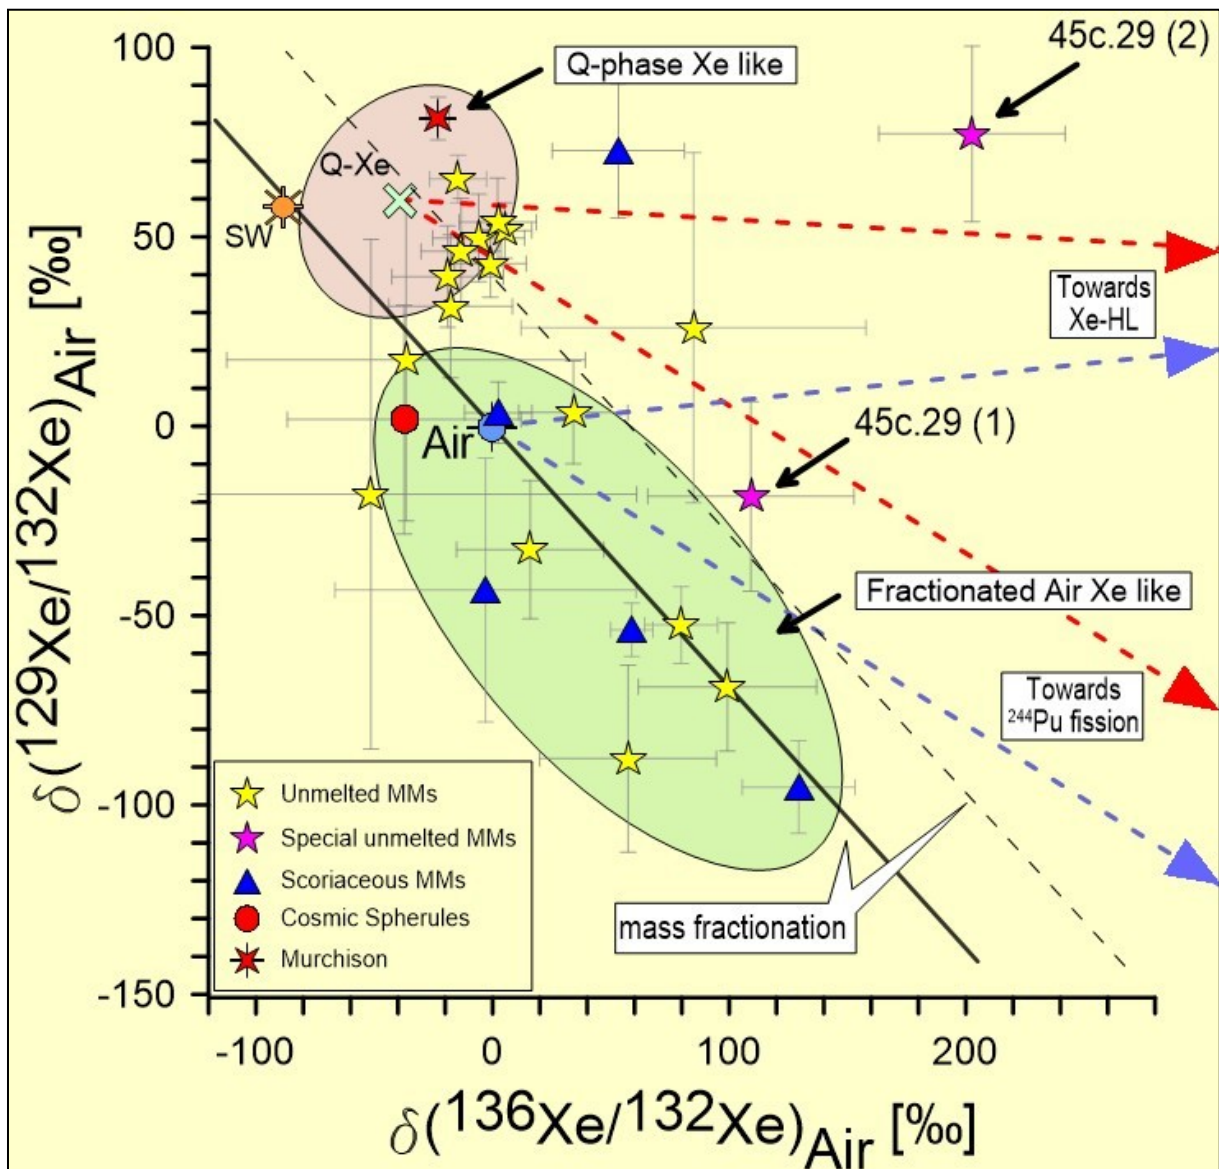 45c.29 (2)
Q-phase Xe like
100
50
0
-50
-100
-150
δ(129Xe/132Xe)Air [‰]
Q-Xe
SW
Towards
Xe-HL
45c.29 (1)
Air
Fractionated Air Xe like
Towards
²⁴⁴Pu fission
Unmelted MMs
Special unmelted MMs
Scoriaceous MMs
Cosmic Spherules
Murchison
mass fractionation
-100
0
100
200
δ(136Xe/132Xe)Air [‰]